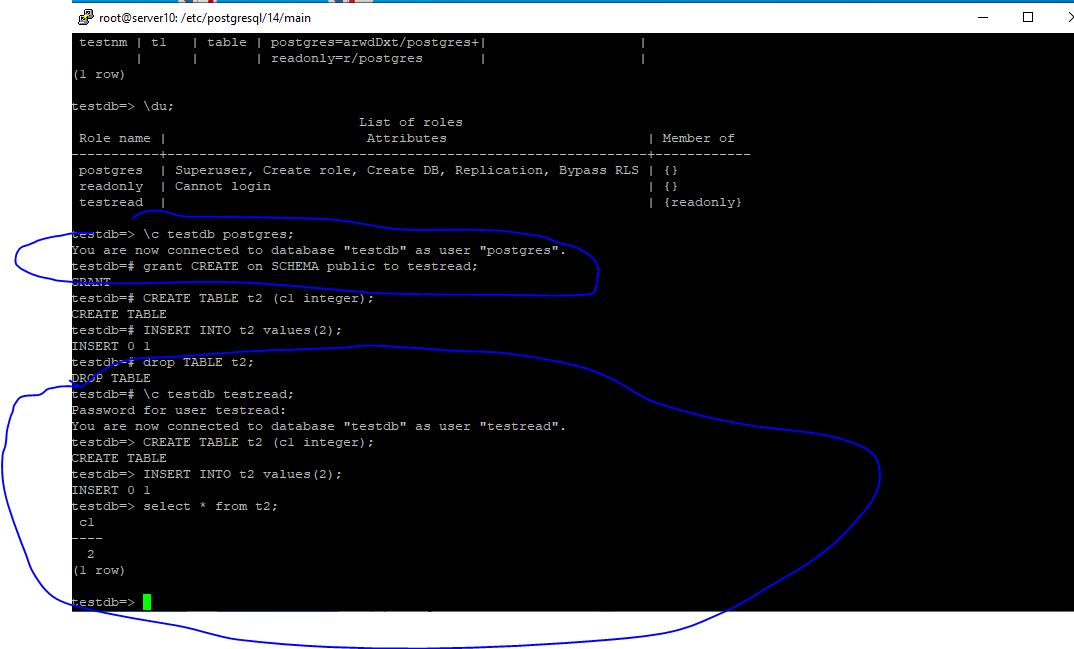 root@server10: /etc/postgresql/14/main
testnm | t1    | table | postgres=arwdDxt/postgres+|                   |
       |       |       | readonly=r/postgres       |                   |
(1 row)
testdb=> \du;
List of roles
Role name | Attributes | Member of
-----------+------------------------------------------------------------+-----------
postgres | Superuser, Create role, Create DB, Replication, Bypass RLS | {}
readonly | Cannot login | {}
testread | | {readonly}
testdb=> \c testdb postgres;
You are now connected to database "testdb" as user "postgres".
testdb=# grant CREATE on SCHEMA public to testread;
GRANT
testdb=# CREATE TABLE t2 (c1 integer);
CREATE TABLE
testdb=# INSERT INTO t2 values(2);
INSERT 0 1
testdb=# drop TABLE t2;
DROP TABLE
testdb=# \c testdb testread;
Password for user testread:
You are now connected to database "testdb" as user "testread".
testdb=> CREATE TABLE t2 (c1 integer);
CREATE TABLE
testdb=> INSERT INTO t2 values(2);
INSERT 0 1
testdb=> select * from t2;
c1
----
2
(1 row)
testdb=>